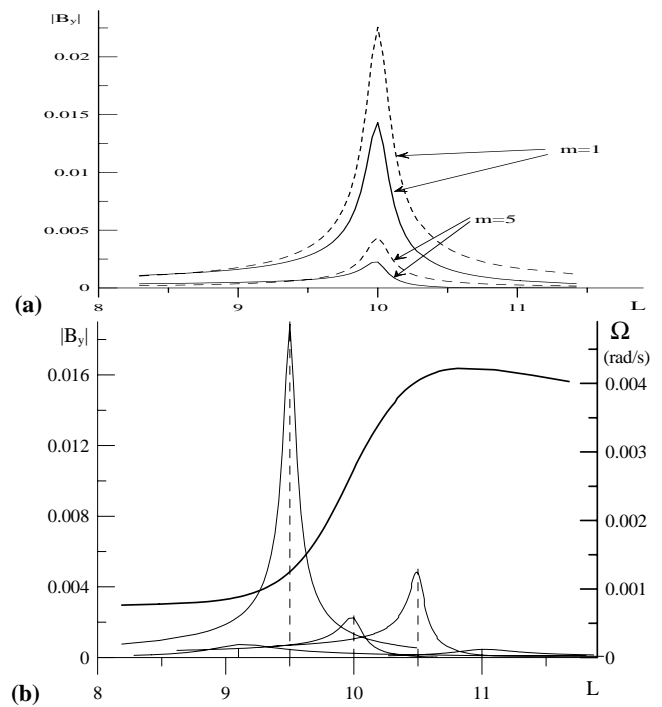 |B_y|
0.02
0.015
m=1
0.01
0.005
m=5
0
8 9 10 11 L
(a)
|B_y| Ω
(rad/s)
0.016 0.004
0.012 0.003
0.008 0.002
0.004 0.001
0 0
8 9 10 11 L
(b)